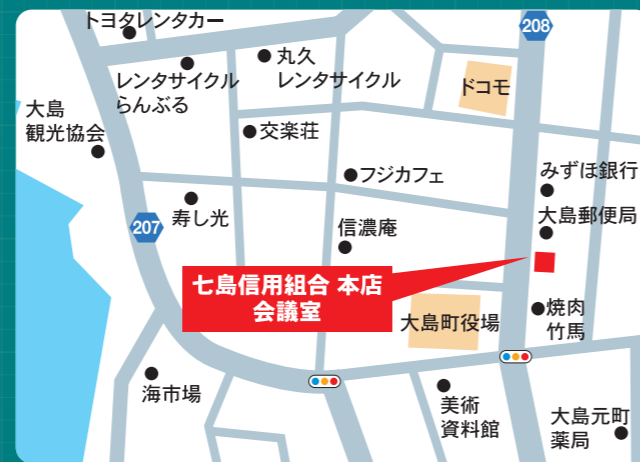 トヨタレンタカー
208
丸久
レンタサイクル
レンタサイクル
らんぶる
ドコモ
大島
観光協会
交楽荘
フジカフェ
みずほ銀行
寿し光
大島郵便局
207
信濃庵
七島信用組合 本店
会議室
大島町役場
焼肉
竹馬
海市場
美術
資料館
大島元町
薬局